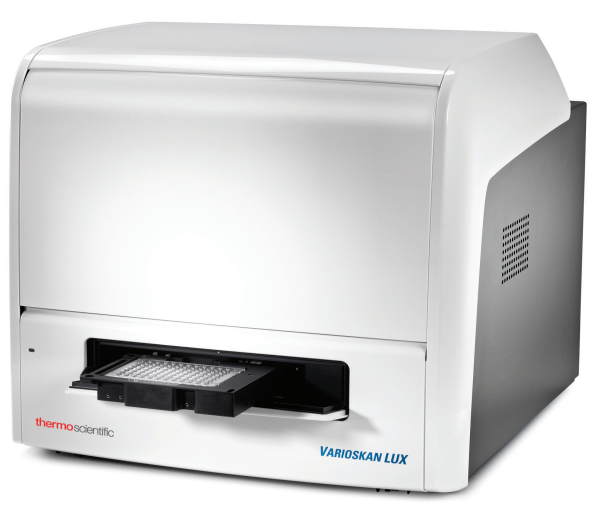 thermoscientific
VARIOSKAN LUX